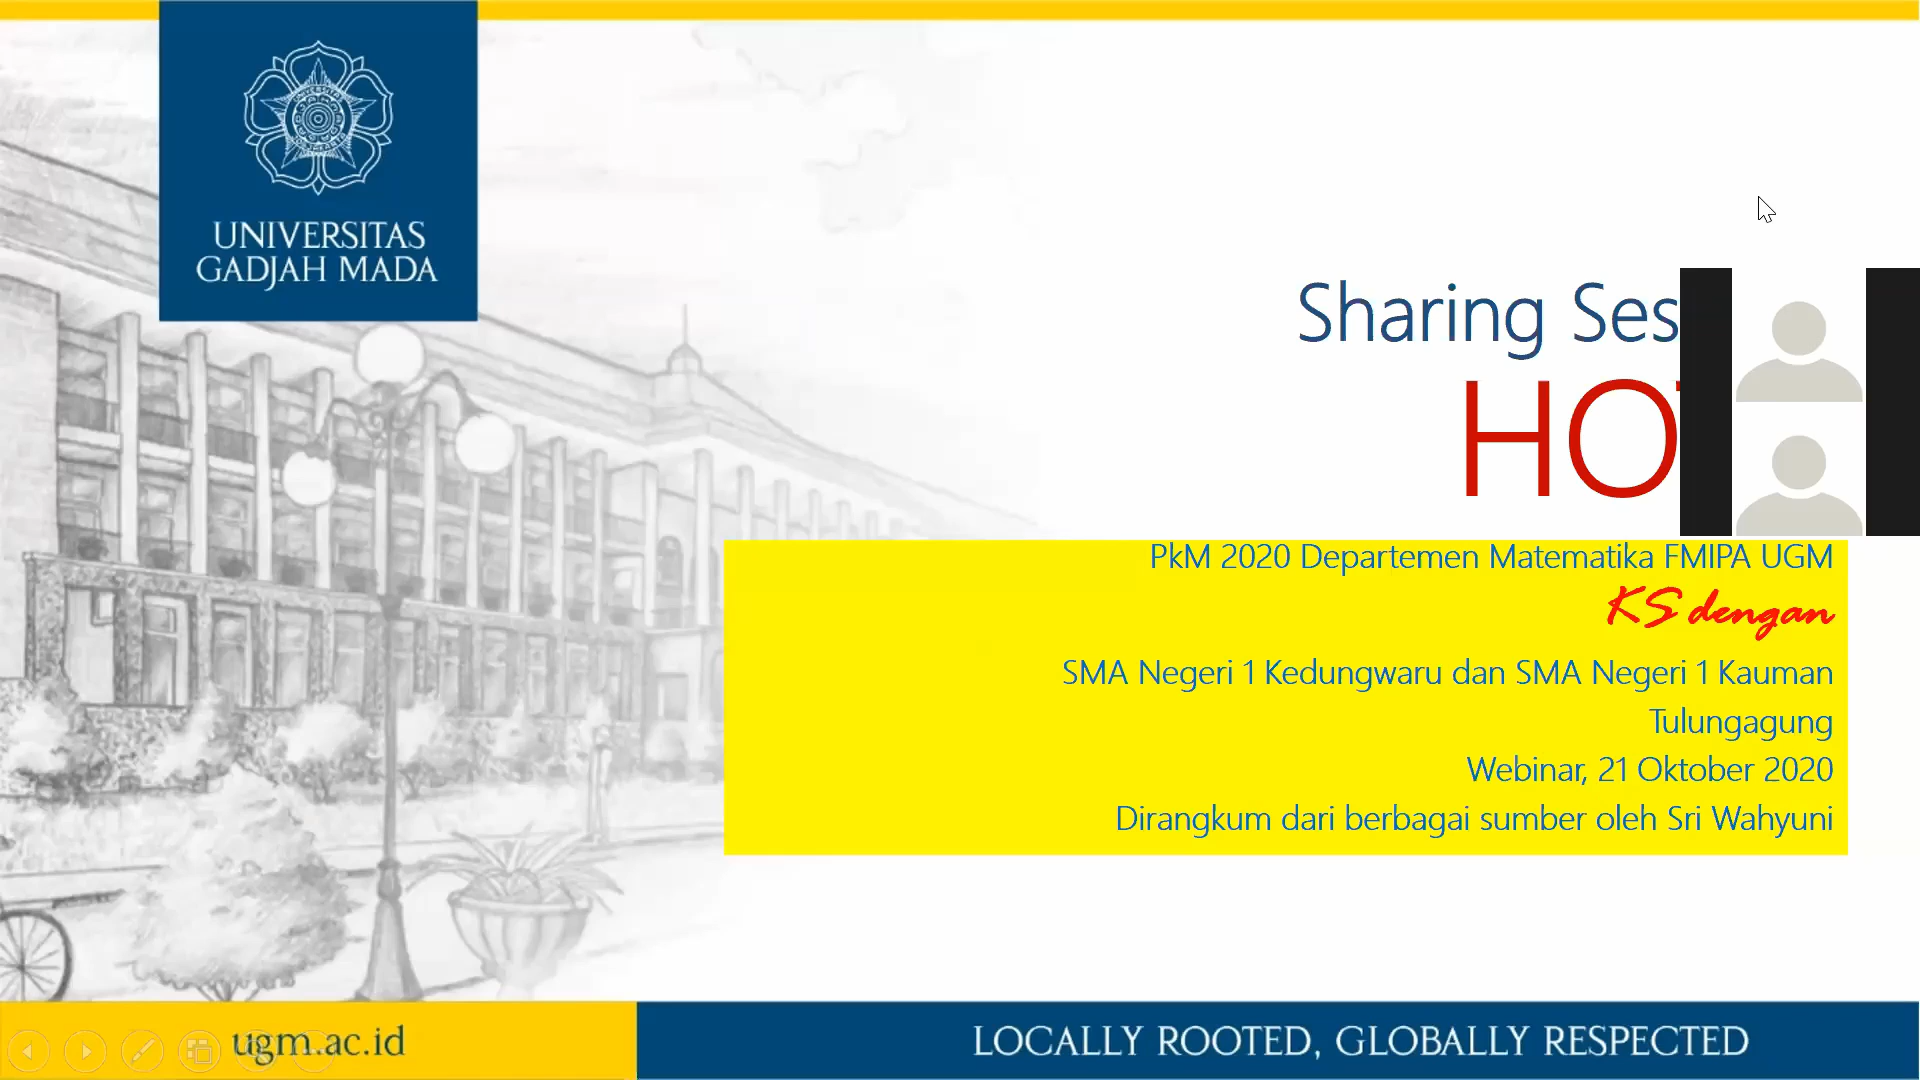 UNIVERSITAS
GADJAH MADA
Sharing Ses
HO
PkM 2020 Departemen Matematika FMIPA UGM
KS dengan
SMA Negeri 1 Kedungwaru dan SMA Negeri 1 Kauman
Tulungagung
Webinar, 21 Oktober 2020
Dirangkum dari berbagai sumber oleh Sri Wahyuni
ugm.ac.id
LOCALLY ROOTED, GLOBALLY RESPECTED